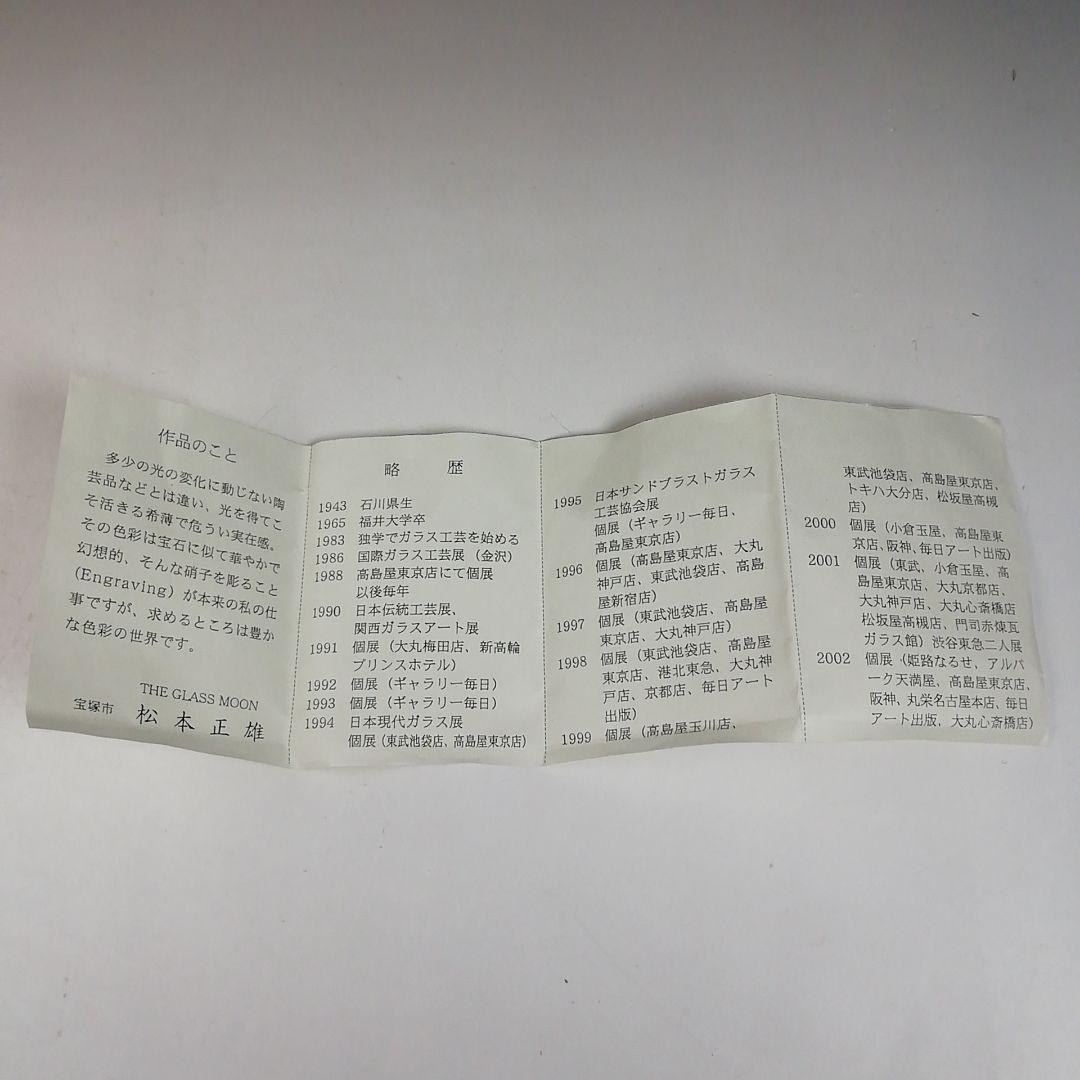 作品のこと
多少の光の変化に動じない陶
芸品などとは違い、光を得てこ
そ活きる希薄で危うい実在感。
その色彩は宝石に似て華やかで
幻想的、そんな硝子を彫ること
(Engraving) が本来の私の仕
事ですが、求めるところは豊か
な色彩の世界です。
THE GLASS MOON
宝塚市 松本正雄
略 歴
1943 石川県生
1965 福井大学卒
1983 独学でガラス工芸を始める
1986 国際ガラス工芸展（金沢）
1988 高島屋東京店にて個展
以後毎年
1990 日本伝統工芸展、
関西ガラスアート展
1991 個展（大丸梅田店、新高輪
プリンスホテル）
1992 個展（ギャラリー毎日）
1993 個展（ギャラリー毎日）
1994 日本現代ガラス展
個展（東武池袋店、高島屋東京店）
1995 日本サンドブラストガラス
工芸協会展
個展（ギャラリー毎日、
高島屋東京店）
1996 個展（高島屋東京店、大丸
神戸店、東武池袋店、高島
屋新宿店）
1997 個展（東武池袋店、高島屋
東京店、大丸神戸店）
1998 個展（東武池袋店、高島屋
東京店、港北東急、大丸神
戸店、京都店、毎日アート
出版）
1999 個展（高島屋玉川店、
東武池袋店、高島屋東京店、
トキハ大分店、松坂屋高槻
店）
2000 個展（小倉玉屋、高島屋東
京店、阪神、毎日アート出版）
2001 個展（東武、小倉玉屋、高
島屋東京店、大丸京都店、
大丸神戸店、大丸心斎橋店
松坂屋高槻店、門司赤煉瓦
ガラス館）渋谷東急二人展
2002 個展（姫路なるせ、アルパ
ーク天満屋、高島屋東京店、
阪神、丸栄名古屋本店、毎日
アート出版、大丸心斎橋店）